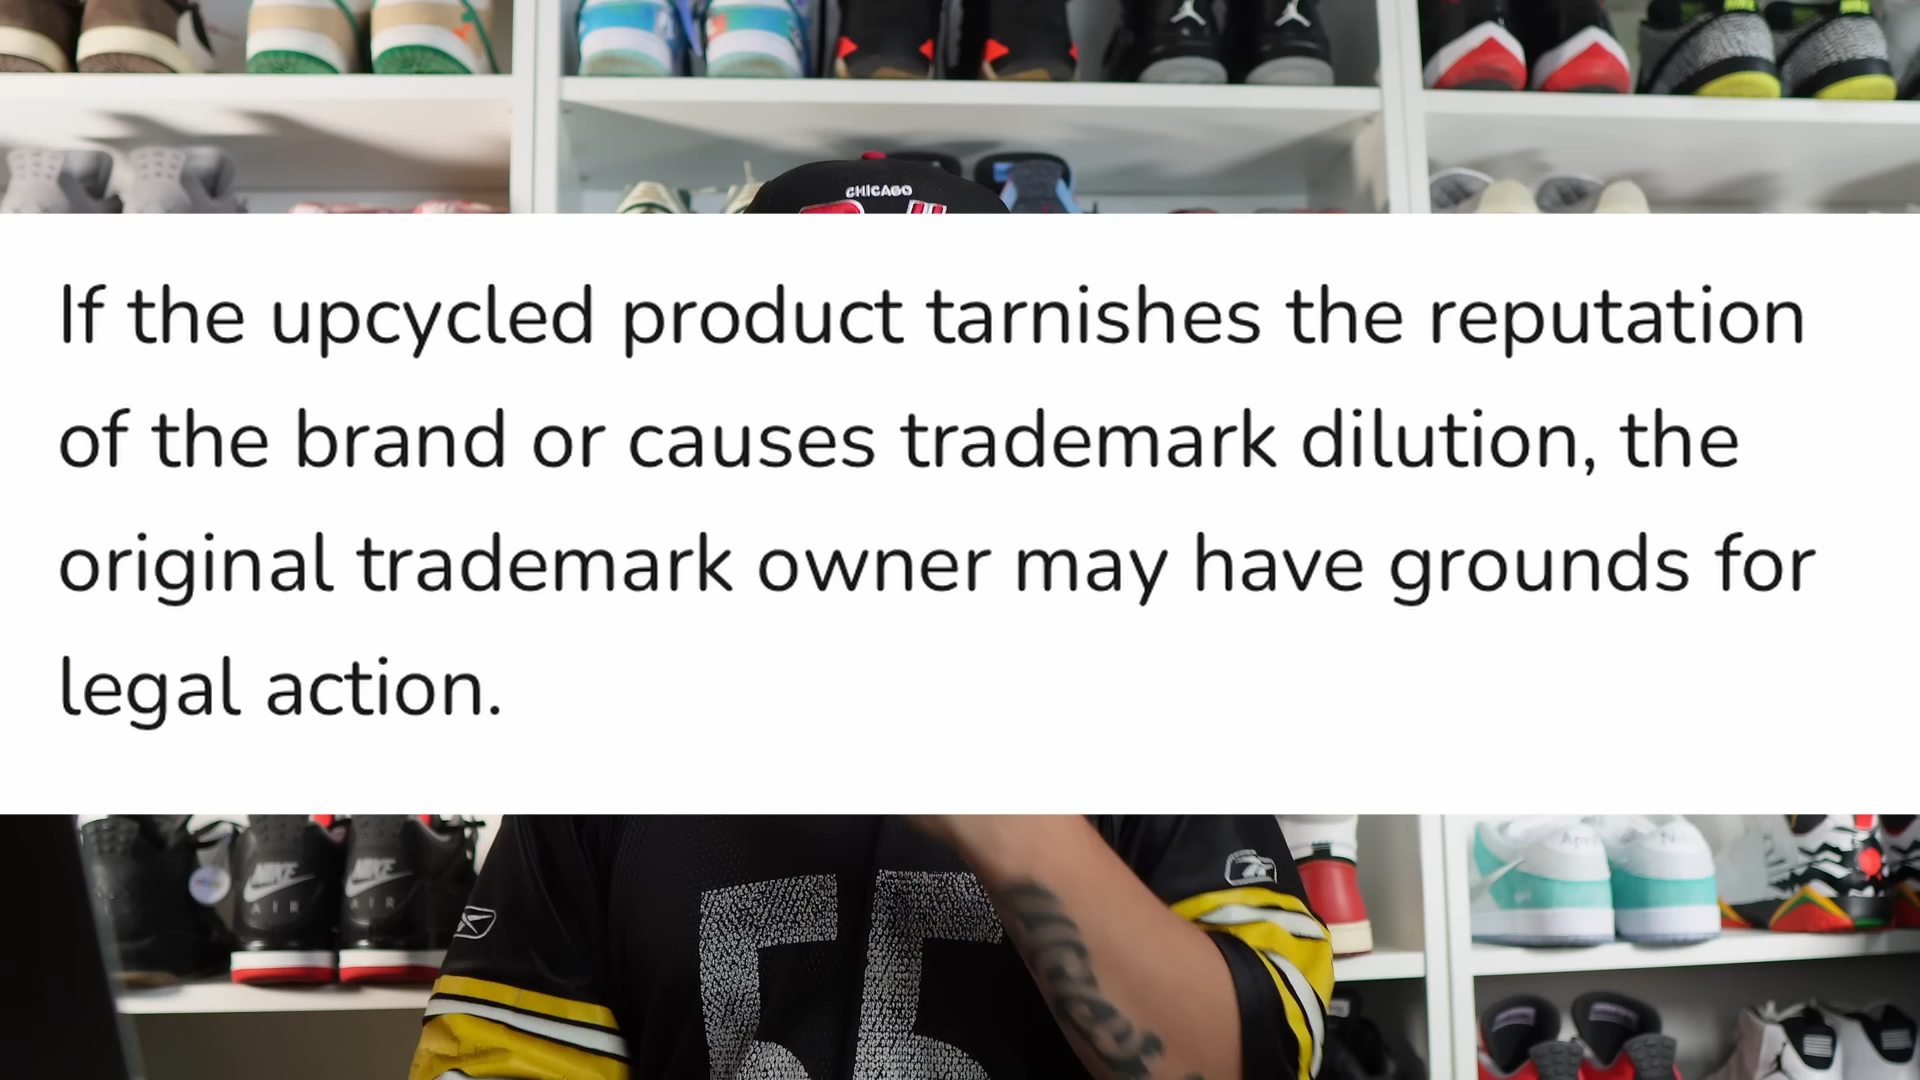 CHICAGO
If the upcycled product tarnishes the reputation
of the brand or causes trademark dilution, the
original trademark owner may have grounds for
legal action.
NIKE NIKE
AIR AIR
55